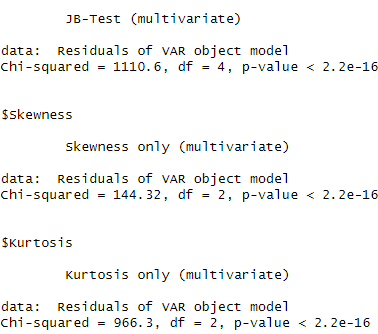 JB-Test (multivariate)
data:  Residuals of VAR object model
Chi-squared = 1110.6, df = 4, p-value < 2.2e-16
$Skewness
Skewness only (multivariate)
data:  Residuals of VAR object model
Chi-squared = 144.32, df = 2, p-value < 2.2e-16
$Kurtosis
Kurtosis only (multivariate)
data:  Residuals of VAR object model
Chi-squared = 966.3, df = 2, p-value < 2.2e-16